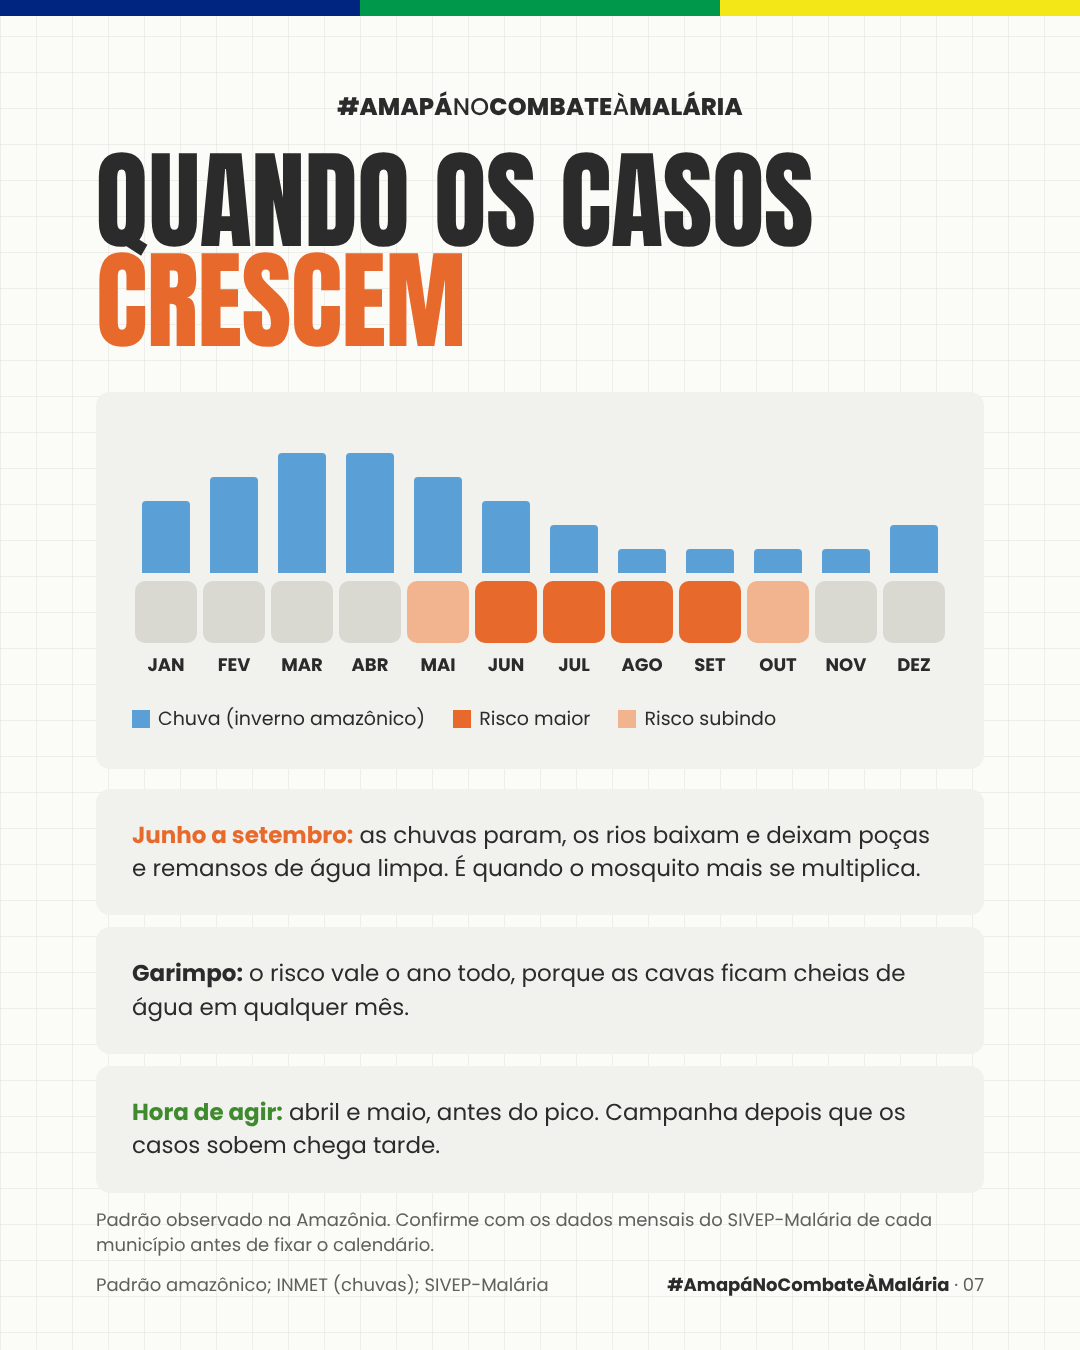 #AMAPÁNOCOMBATEÀMALÁRIA
QUANDO OS CASOS
CRESCEM
JAN FEV MAR ABR MAI JUN JUL AGO SET OUT NOV DEZ
Chuva (inverno amazônico) Risco maior Risco subindo
Junho a setembro: as chuvas param, os rios baixam e deixam poças
e remansos de água limpa. É quando o mosquito mais se multiplica.
Garimpo: o risco vale o ano todo, porque as cavas ficam cheias de
água em qualquer mês.
Hora de agir: abril e maio, antes do pico. Campanha depois que os
casos sobem chega tarde.
Padrão observado na Amazônia. Confirme com os dados mensais do SIVEP-Malária de cada
município antes de fixar o calendário.
Padrão amazônico; INMET (chuvas); SIVEP-Malária #AmapáNoCombateÀMalária · 07